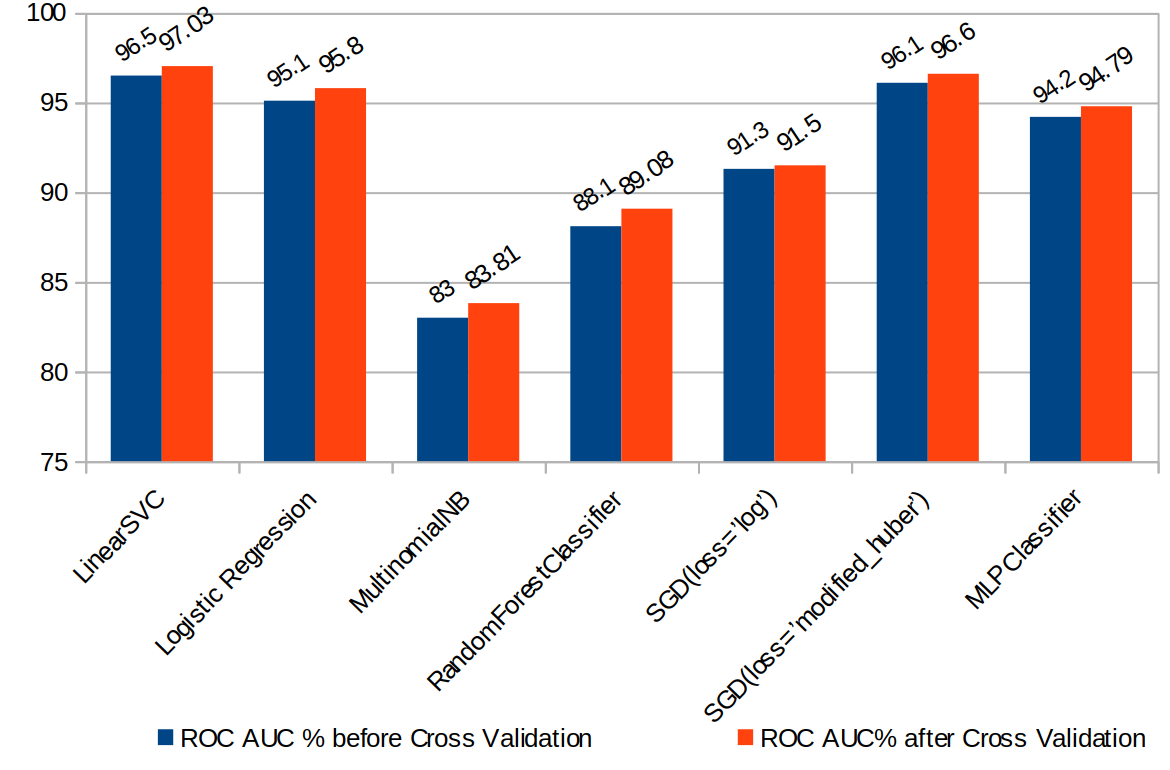 100
95
90
85
80
75
96.5
97.03
95.1
95.8
83
83.81
88.1
89.08
91.3
91.5
96.1
96.6
94.2
94.79
LinearSVC
Logistic Regression
MultinomialNB
RandomForestClassifier
SGD(loss=’log’)
SGD(loss=’modified_huber’)
MLPClassifier
ROC AUC % before Cross Validation
ROC AUC% after Cross Validation